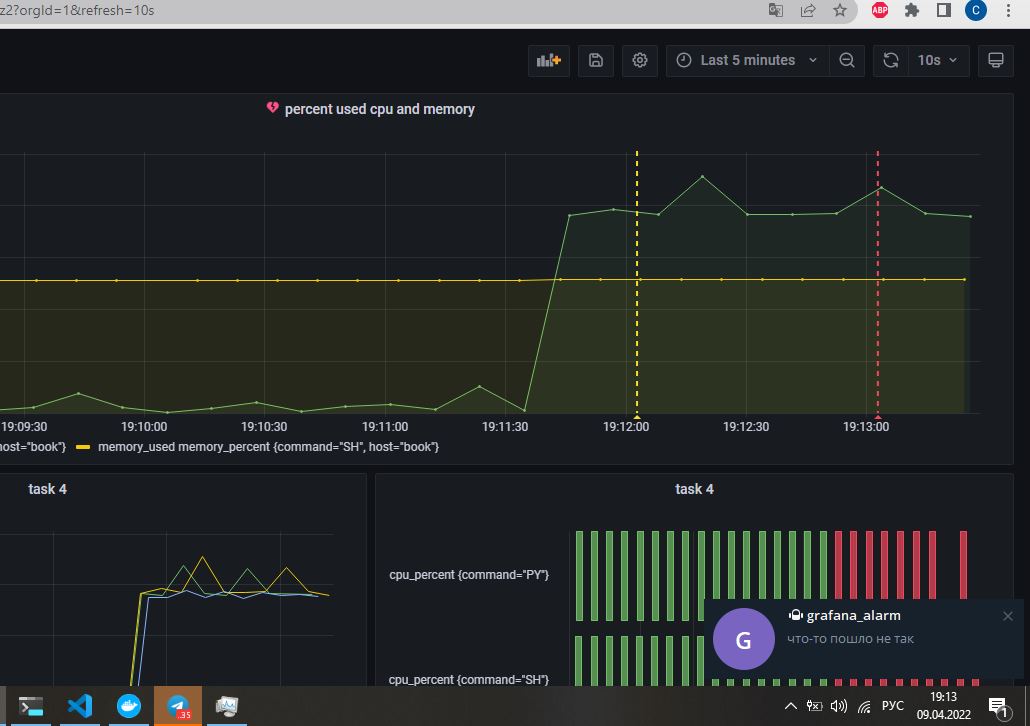 z2?orgId=1&refresh=10s
ABP
C
Last 5 minutes
10s
percent used cpu and memory
19:09:30 19:10:00 19:10:30 19:11:00 19:11:30 19:12:00 19:12:30 19:13:00
host="book"} memory_used memory_percent {command="SH", host="book"}
task 4
task 4
cpu_percent {command="PY"}
cpu_percent {command="SH"}
G
grafana_alarm
что-то пошло не так
РУС
19:13
09.04.2022
1